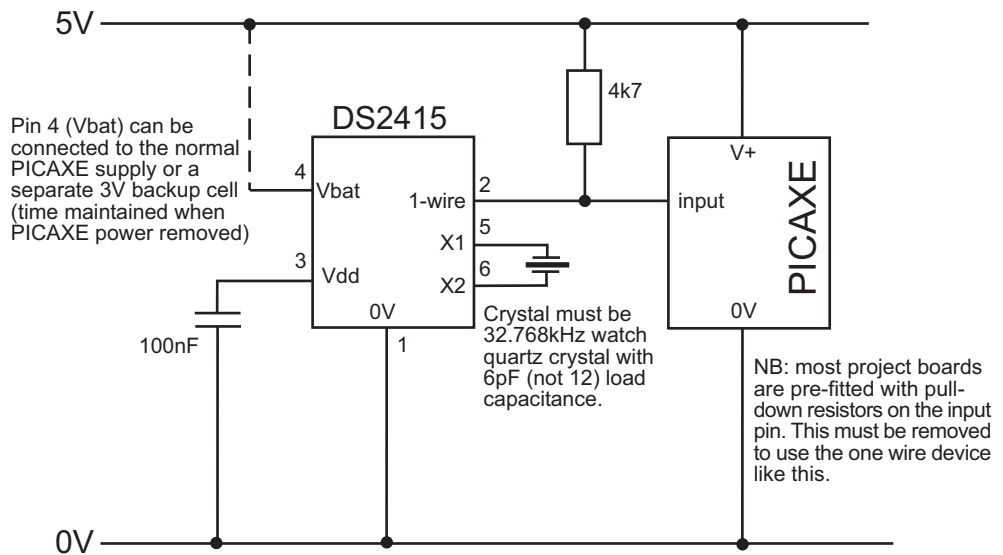 5V
4k7
DS2415
Pin 4 (Vbat) can be
connected to the normal
PICAXE supply or a
separate 3V backup cell
(time maintained when
PICAXE power removed)
4
Vbat
2
1-wire
5
X1
6
X2
3
Vdd
0V
1
100nF
V+
input
PICAXE
0V
Crystal must be
32.768kHz watch
quartz crystal with
6pF (not 12) load
capacitance.
NB: most project boards
are pre-fitted with pull-
down resistors on the input
pin. This must be removed
to use the one wire device
like this.
0V